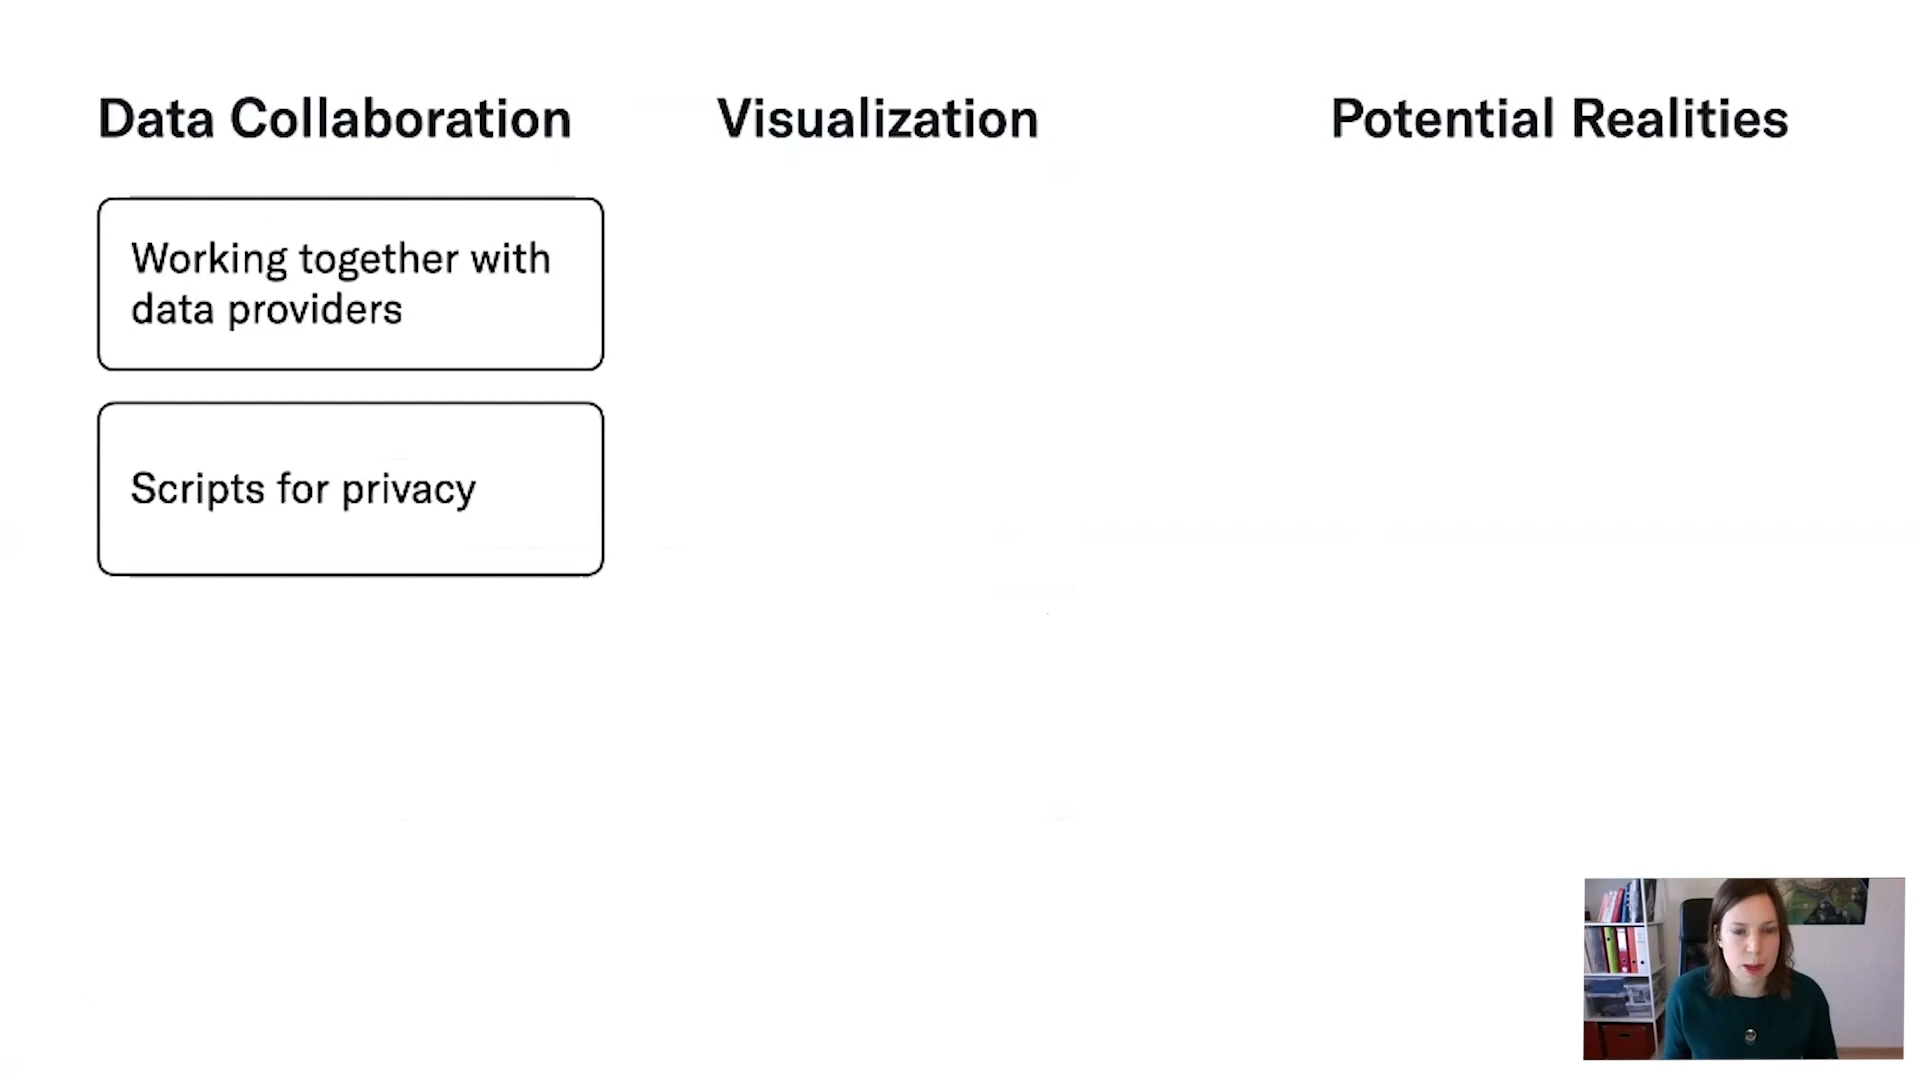 Data Collaboration
Visualization
Potential Realities
Working together with
data providers
Scripts for privacy